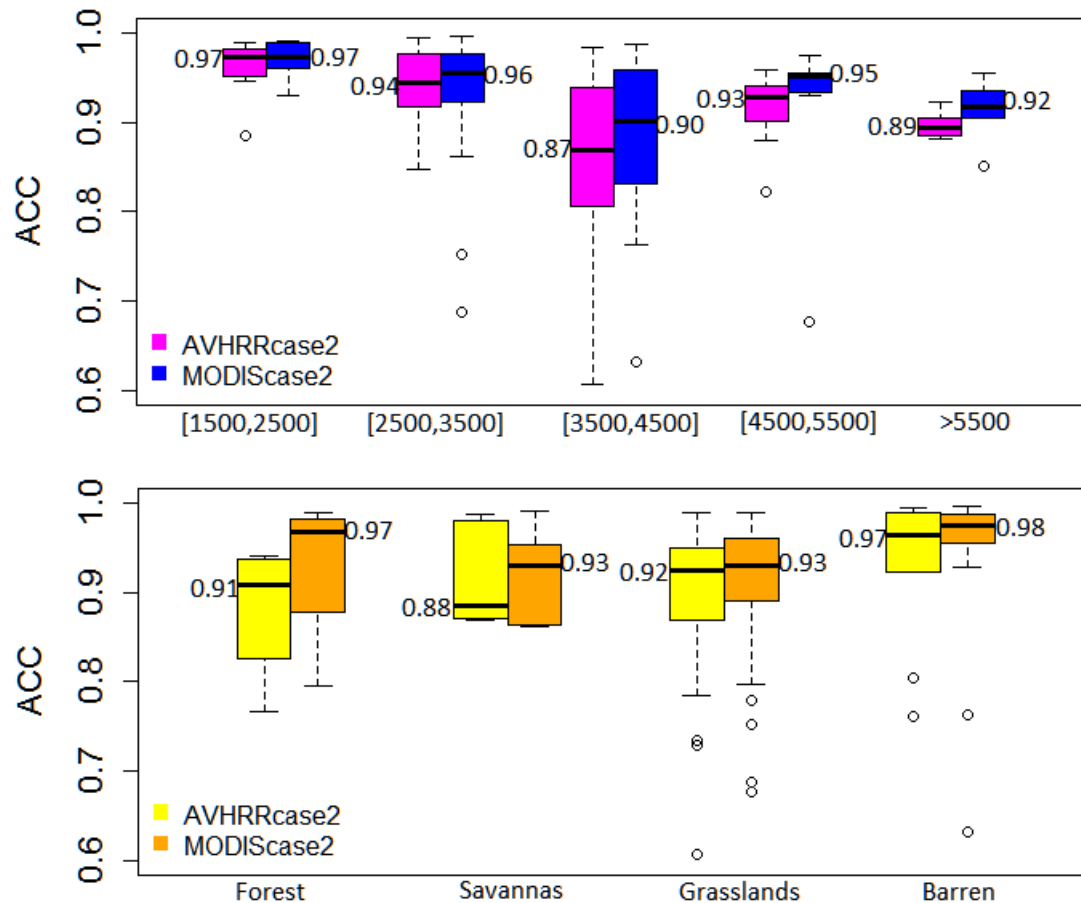 ACC
1.0
0.9
0.8
0.7
0.6
0.97 0.97
0.94 0.96
0.87 0.90
0.93 0.95
0.89 0.92
AVHRRcase2
MODIScase2
[1500,2500] [2500,3500] [3500,4500] [4500,5500] >5500
ACC
1.0
0.9
0.8
0.7
0.6
0.91 0.97
0.88 0.93
0.92 0.93
0.97 0.98
AVHRRcase2
MODIScase2
Forest Savannas Grasslands Barren